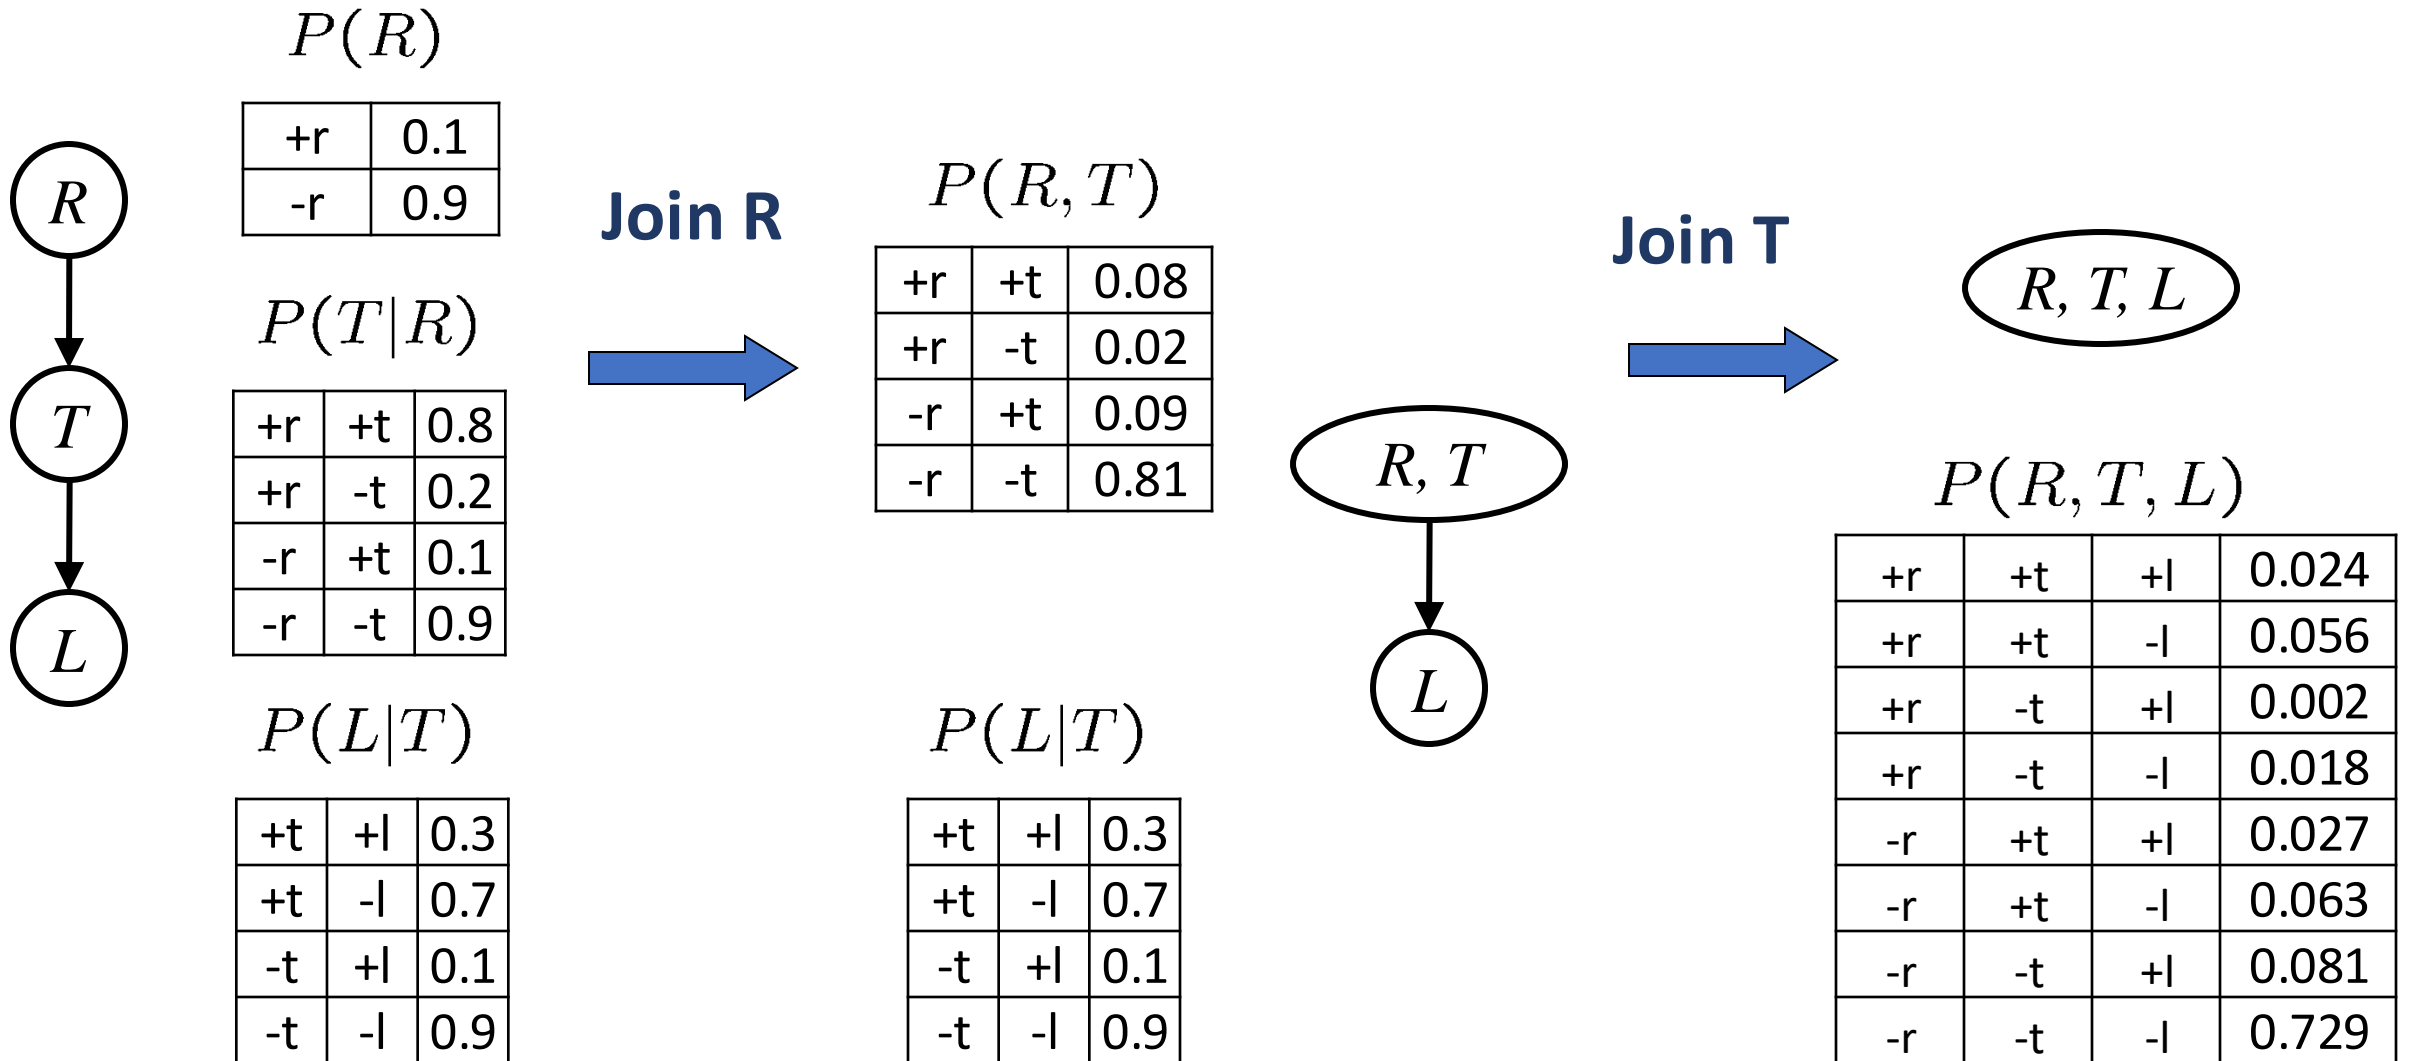 P(R)
+r 0.1
-r 0.9
R
T
L
P(T|R)
+r +t 0.8
+r -t 0.2
-r +t 0.1
-r -t 0.9
P(L|T)
+t +l 0.3
+t -l 0.7
-t +l 0.1
-t -l 0.9
Join R
P(R, T)
+r +t 0.08
+r -t 0.02
-r +t 0.09
-r -t 0.81
R, T
L
P(L|T)
+t +l 0.3
+t -l 0.7
-t +l 0.1
-t -l 0.9
Join T
R, T, L
P(R, T, L)
+r +t +l 0.024
+r +t -l 0.056
+r -t +l 0.002
+r -t -l 0.018
-r +t +l 0.027
-r +t -l 0.063
-r -t +l 0.081
-r -t -l 0.729